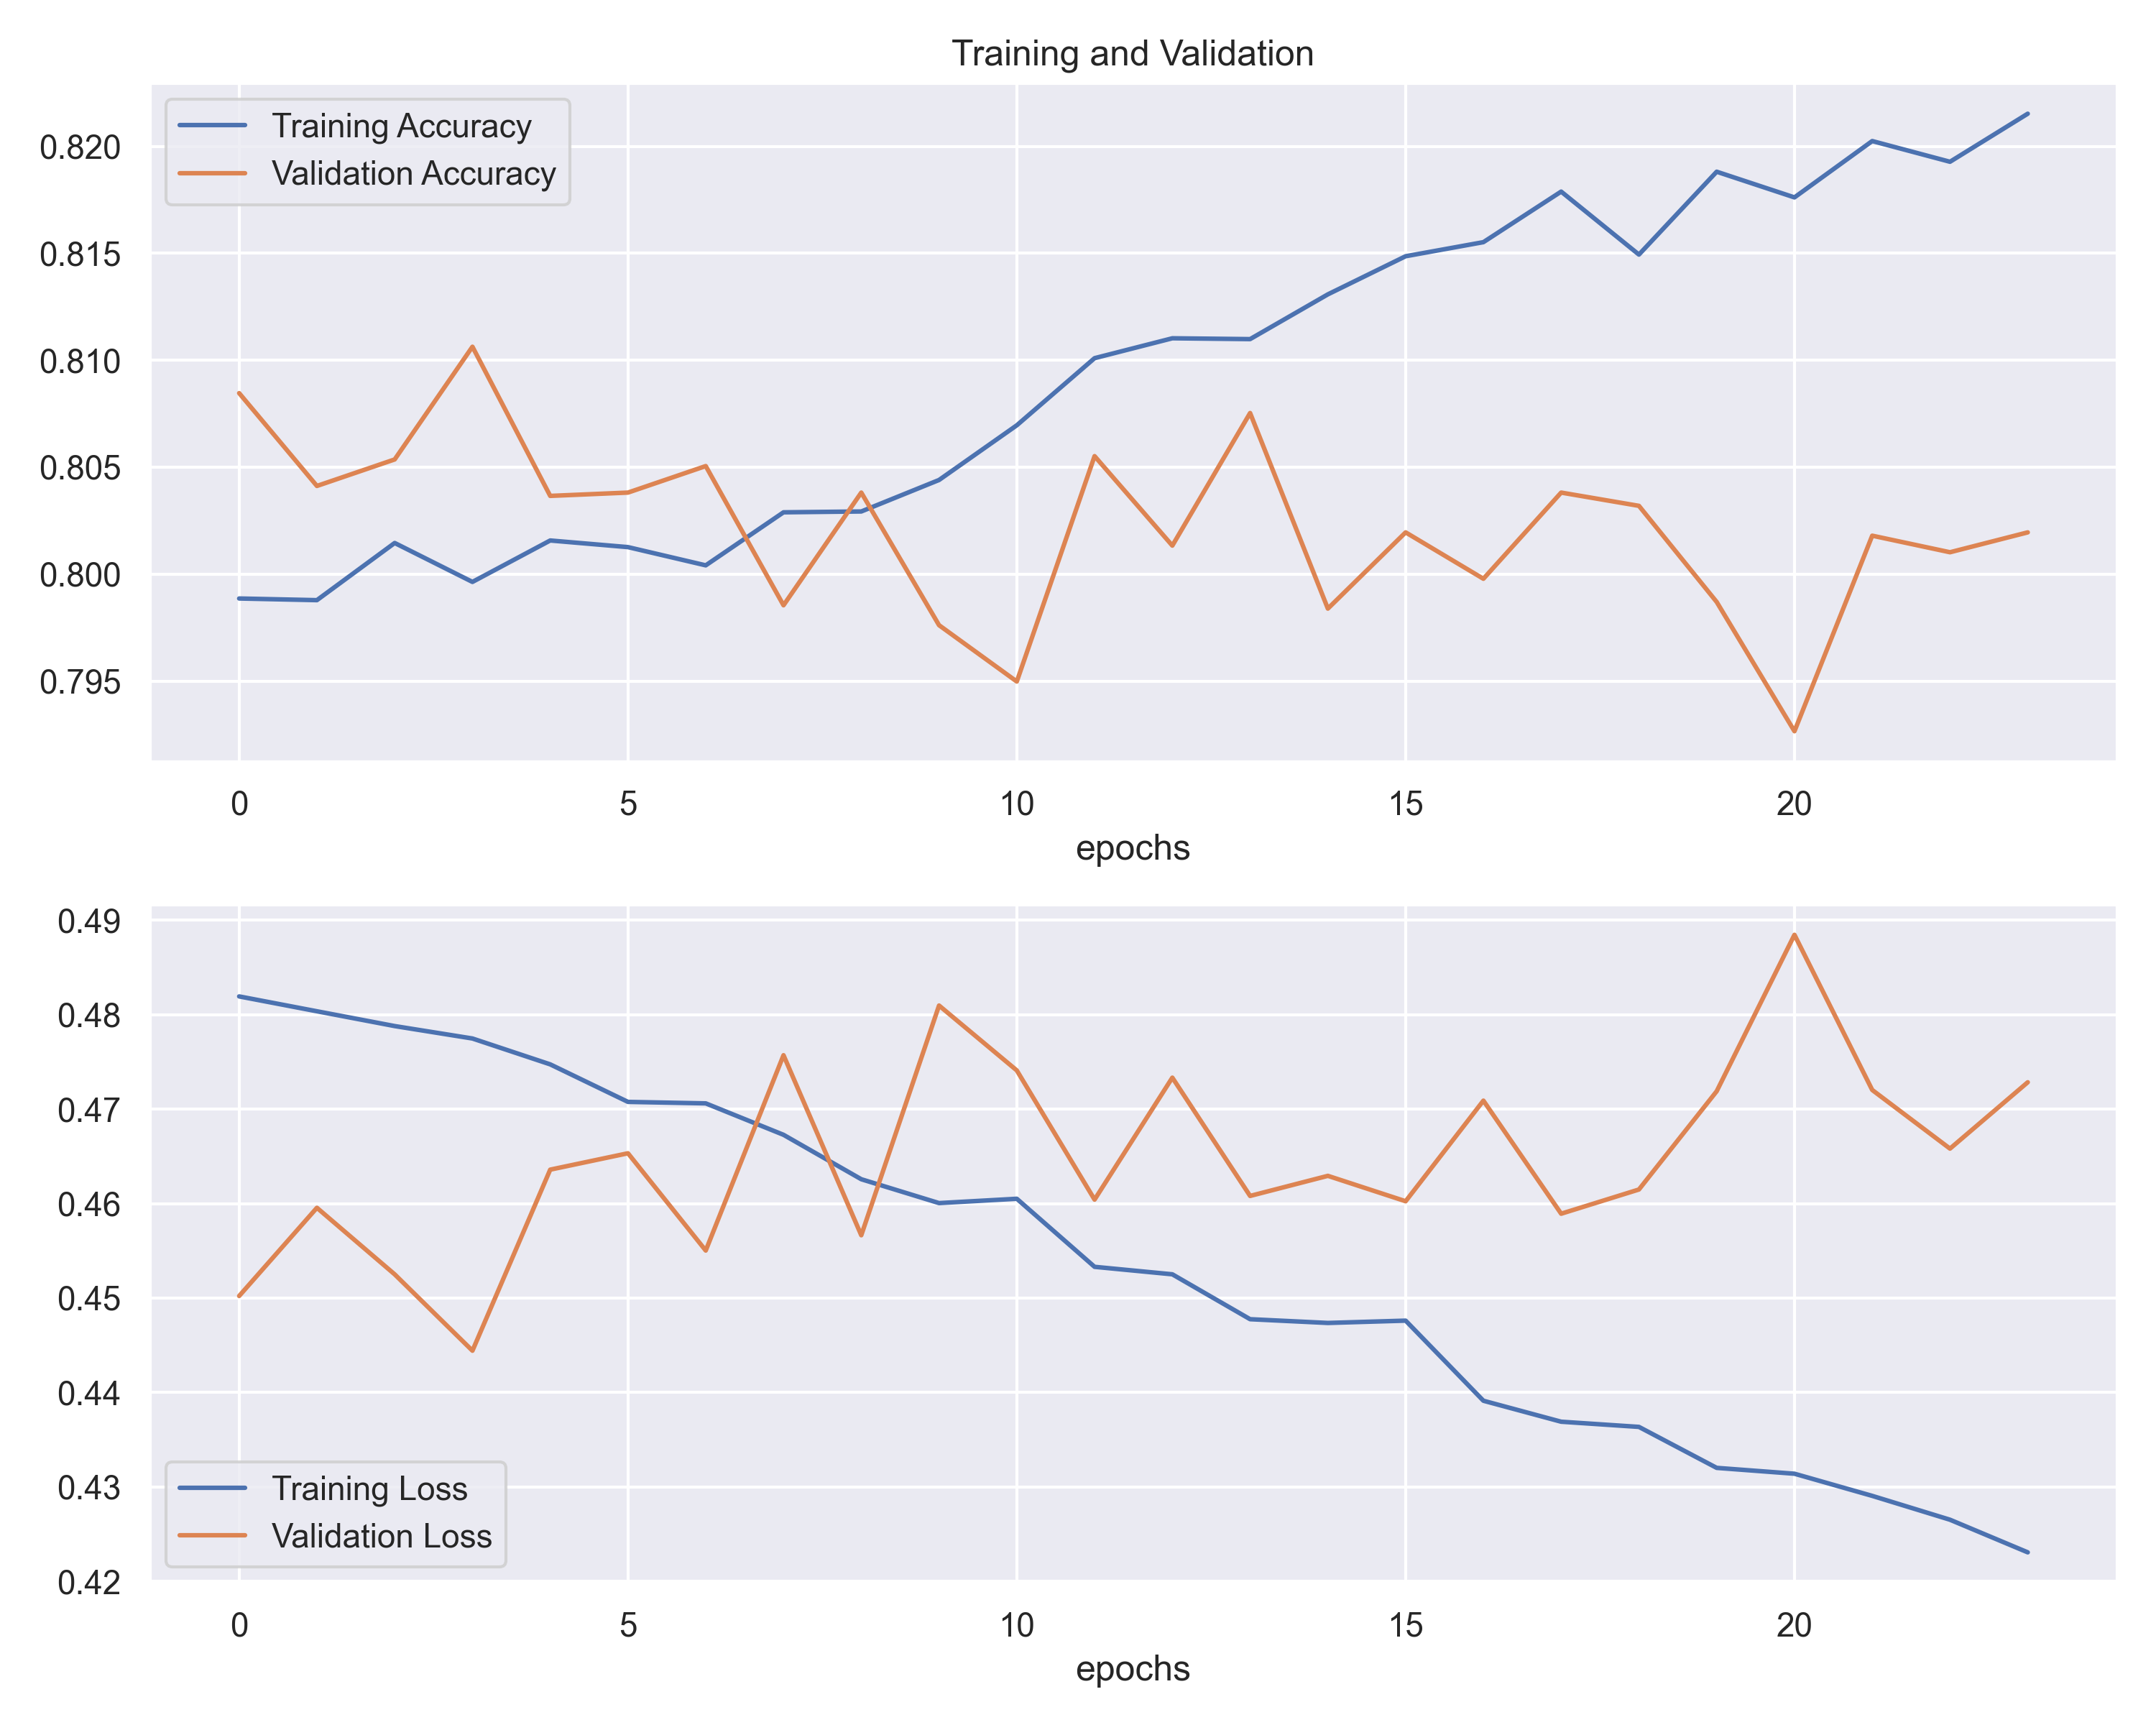 Training and Validation
Training Accuracy
Validation Accuracy
0.820
0.815
0.810
0.805
0.800
0.795
0 5 10 15 20
epochs
0.49
0.48
0.47
0.46
0.45
0.44
0.43
0.42
Training Loss
Validation Loss
0 5 10 15 20
epochs